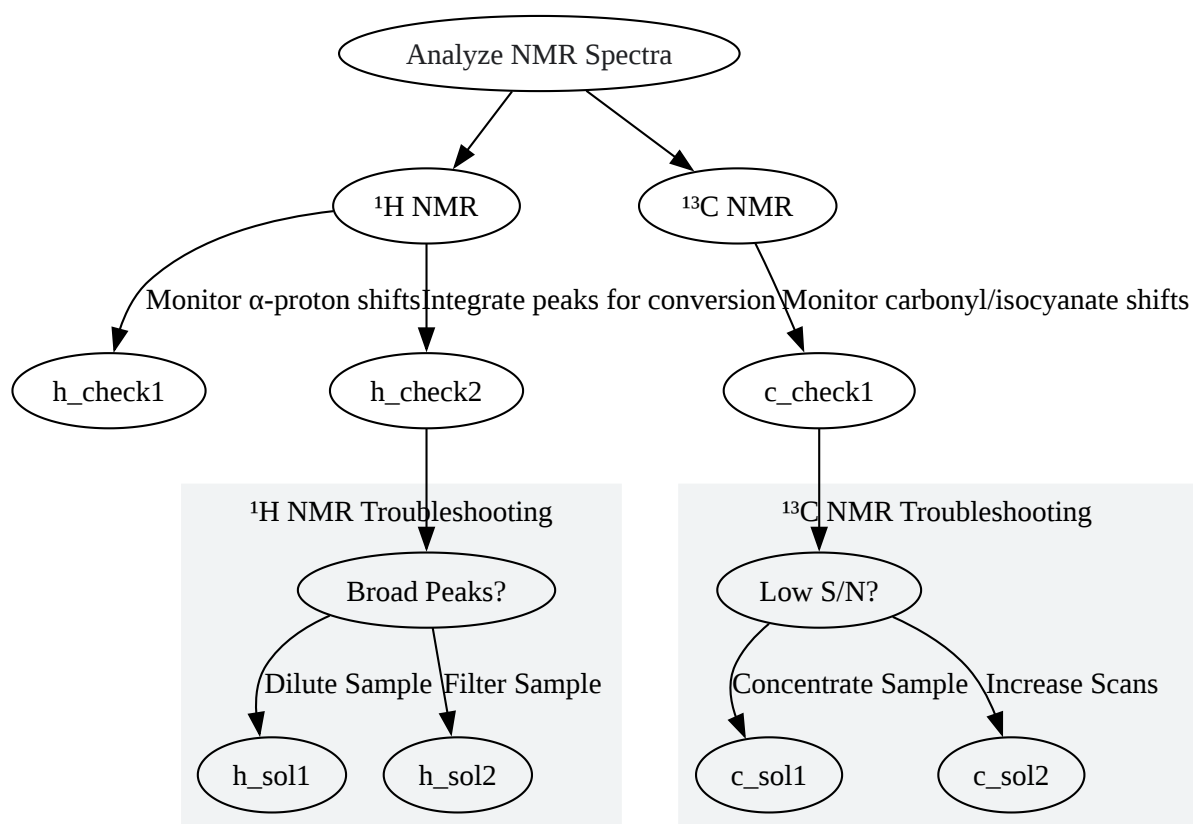 Analyze NMR Spectra
¹H NMR
¹³C NMR
Monitor α-proton shifts
Integrate peaks for conversion
Monitor carbonyl/isocyanate shifts
h_check1
h_check2
c_check1
¹H NMR Troubleshooting
¹³C NMR Troubleshooting
Broad Peaks?
Low S/N?
Dilute Sample
Filter Sample
Concentrate Sample
Increase Scans
h_sol1
h_sol2
c_sol1
c_sol2